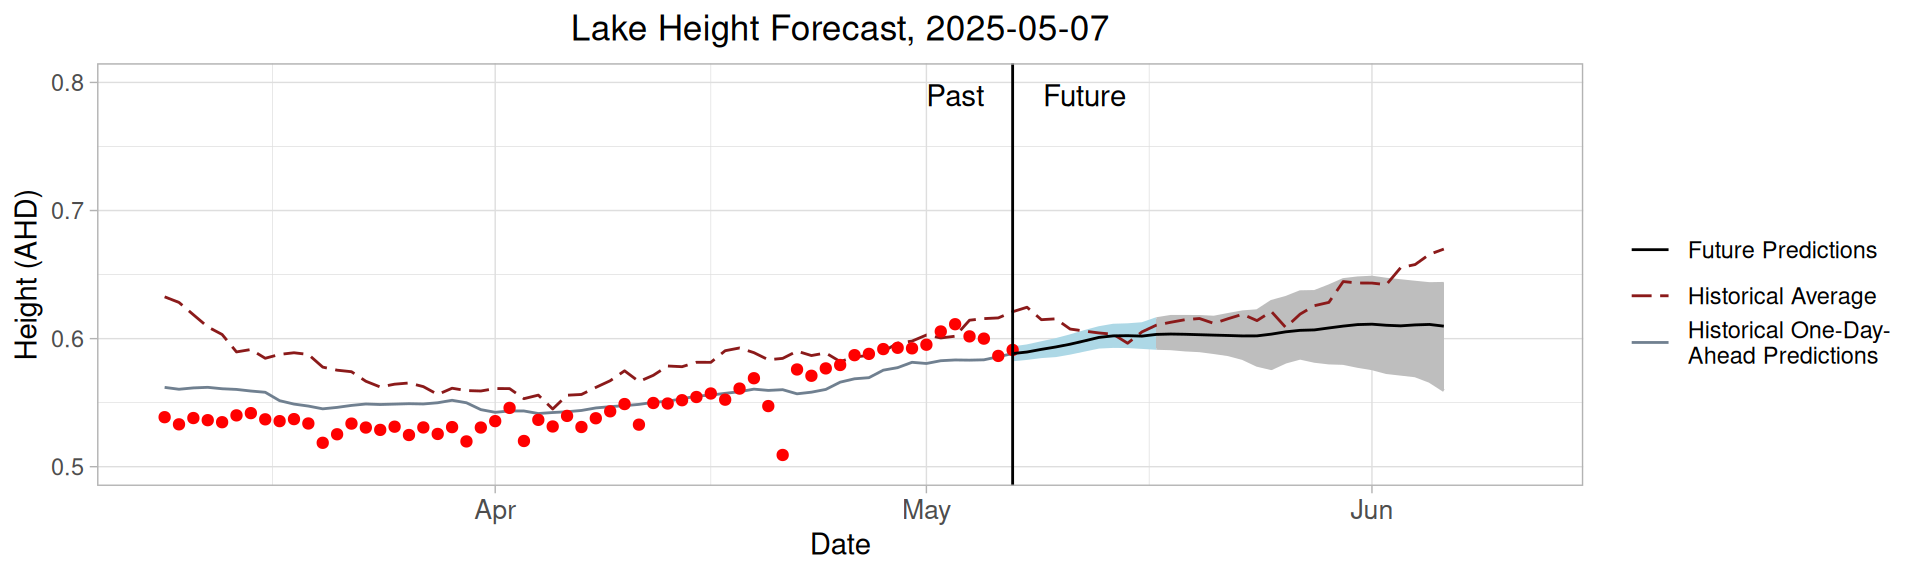 Lake Height Forecast, 2025-05-07
Past
Future
0.8
0.7
0.6
0.5
Height (AHD)
Apr
May
Jun
Date
Future Predictions
Historical Average
Historical One-Day-
Ahead Predictions